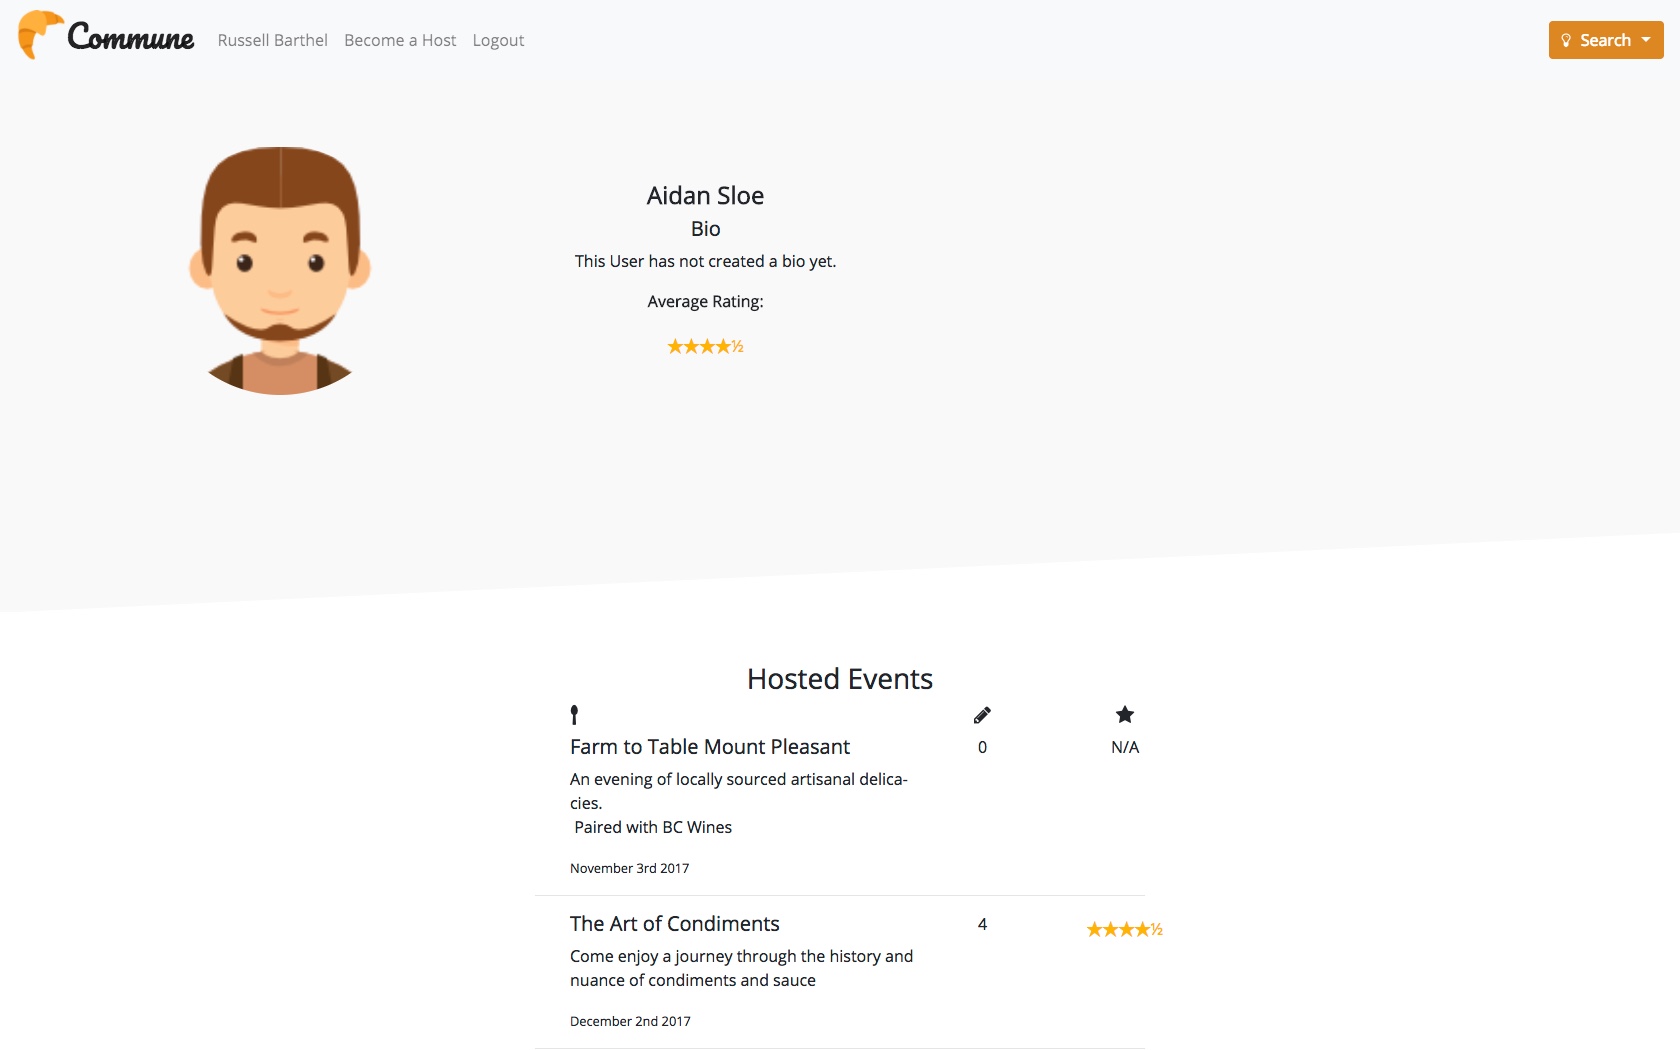 Commune Russell Barthel Become a Host Logout Search
Aidan Sloe
Bio
This User has not created a bio yet.
Average Rating:
★★★★½
Hosted Events
Farm to Table Mount Pleasant 0 N/A
An evening of locally sourced artisanal delica-
cies.
Paired with BC Wines
November 3rd 2017
The Art of Condiments 4 ★★★★½
Come enjoy a journey through the history and
nuance of condiments and sauce
December 2nd 2017